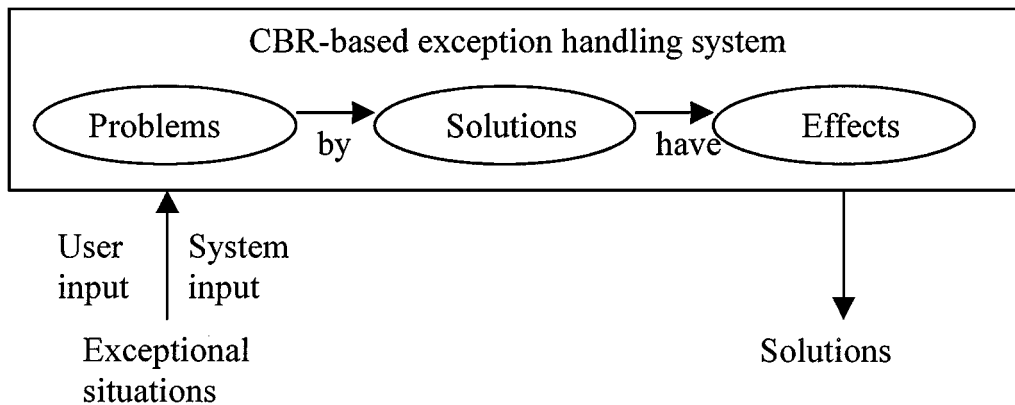 CBR-based exception handling system
Problems
by
Solutions
have
Effects
User
input
System
input
Exceptional
situations
Solutions